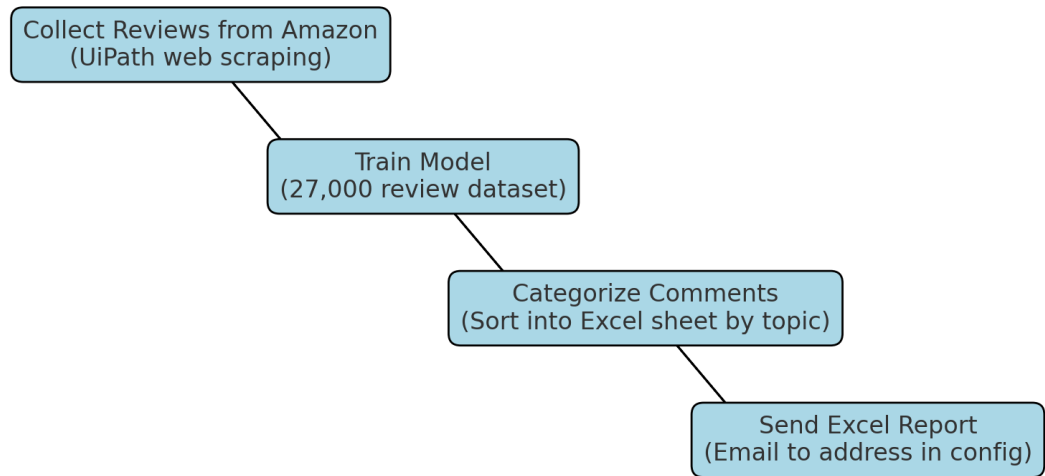 Collect Reviews from Amazon
(UiPath web scraping)
Train Model
(27,000 review dataset)
Categorize Comments
(Sort into Excel sheet by topic)
Send Excel Report
(Email to address in config)